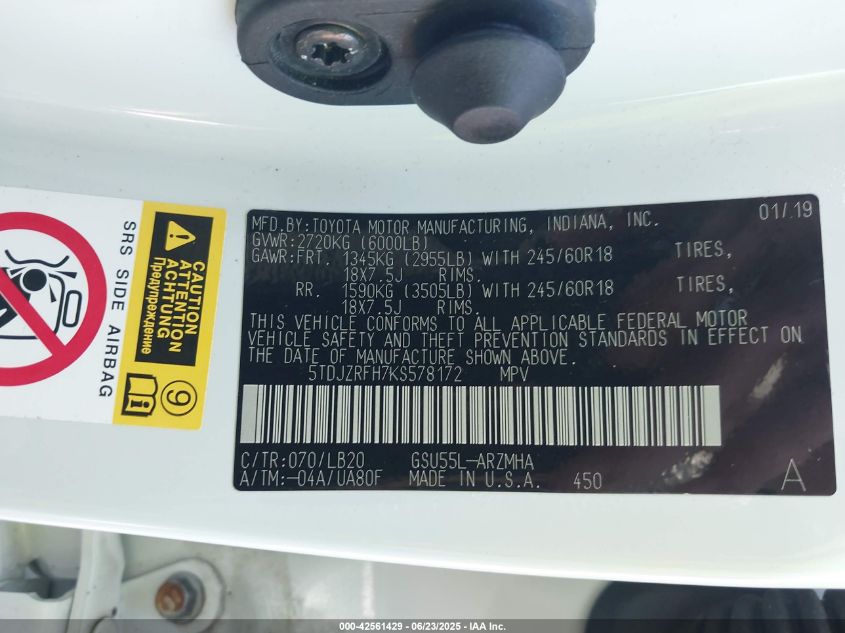 SRS SIDE AIRBAG
CAUTION
ATTENTION
ACHTUNG
Предупреждение
9
MFD.BY:TOYOTA MOTOR MANUFACTURING, INDIANA, INC. 01/19
GVWR:2720KG (6000LB)
GAWR:FRT. 1345KG (2955LB) WITH 245/60R18 TIRES,
18X7.5J RIMS.
RR. 1590KG (3505LB) WITH 245/60R18 TIRES,
18X7.5J RIMS.
THIS VEHICLE CONFORMS TO ALL APPLICABLE FEDERAL MOTOR
VEHICLE SAFETY AND THEFT PREVENTION STANDARDS IN EFFECT ON
THE DATE OF MANUFACTURE SHOWN ABOVE.
5TDJZRFH7KS578172 MPV
C/TR:070/LB20 GSU55L-ARZMHA
A/TM:-04A/UA80F MADE IN U.S.A. 450 A
000-42561429 - 06/23/2025 - IAA Inc.